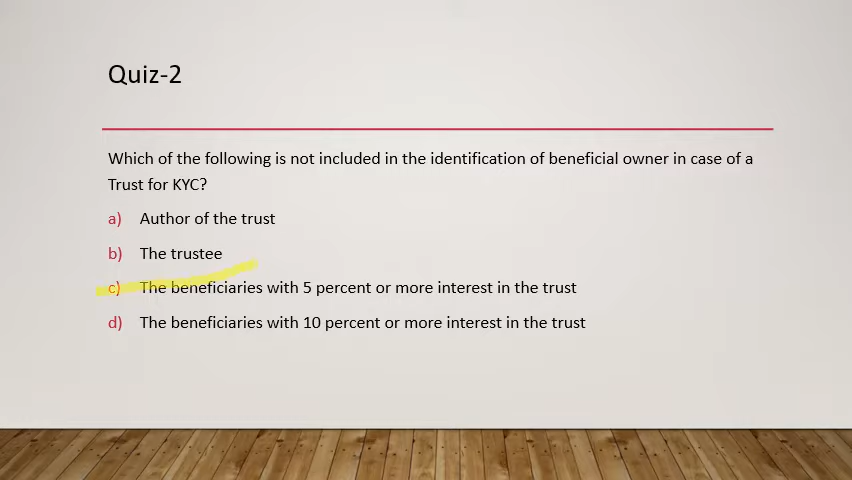 Quiz-2
Which of the following is not included in the identification of beneficial owner in case of a
Trust for KYC?
a) Author of the trust
b) The trustee
c) The beneficiaries with 5 percent or more interest in the trust
d) The beneficiaries with 10 percent or more interest in the trust